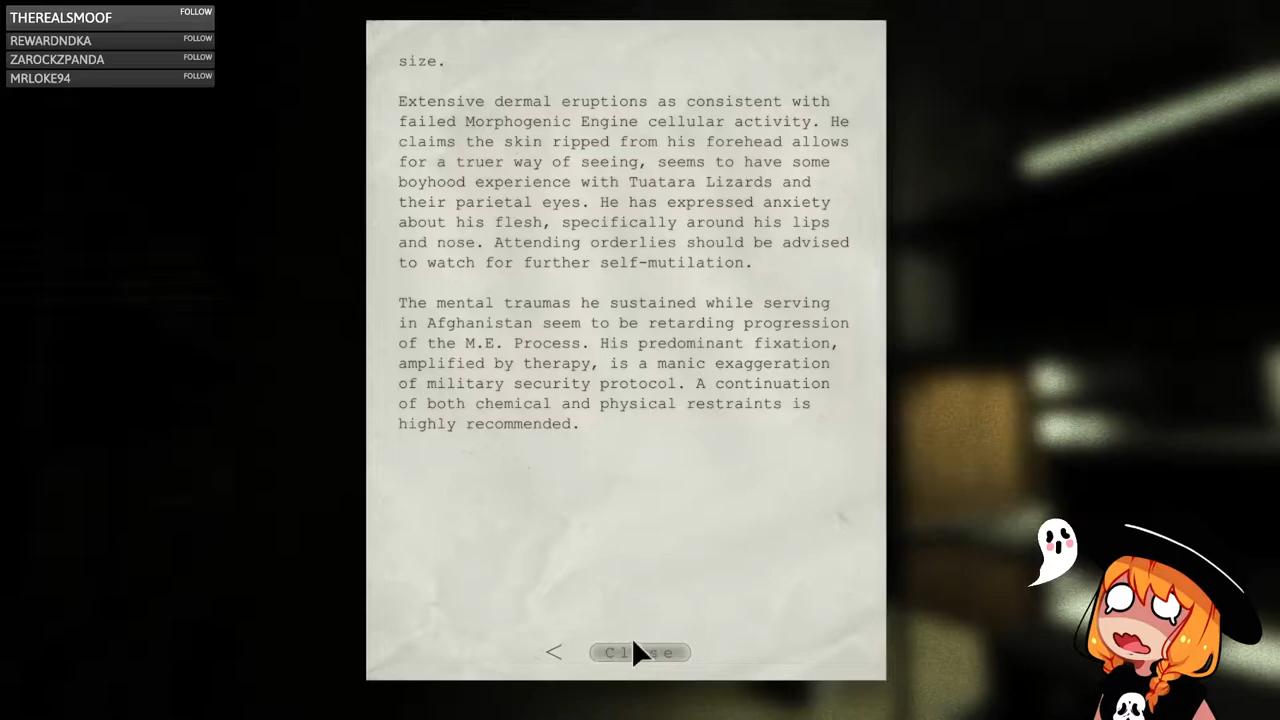 THEREALSMOOF FOLLOW
REWARDNDKA FOLLOW
ZAROCKZPANDA FOLLOW
MRLOKE94 FOLLOW
size.
Extensive dermal eruptions as consistent with
failed Morphogenic Engine cellular activity. He
claims the skin ripped from his forehead allows
for a truer way of seeing, seems to have some
boyhood experience with Tuatara Lizards and
their parietal eyes. He has expressed anxiety
about his flesh, specifically around his lips
and nose. Attending orderlies should be advised
to watch for further self-mutilation.
The mental traumas he sustained while serving
in Afghanistan seem to be retarding progression
of the M.E. Process. His predominant fixation,
amplified by therapy, is a manic exaggeration
of military security protocol. A continuation
of both chemical and physical restraints is
highly recommended.
< Close